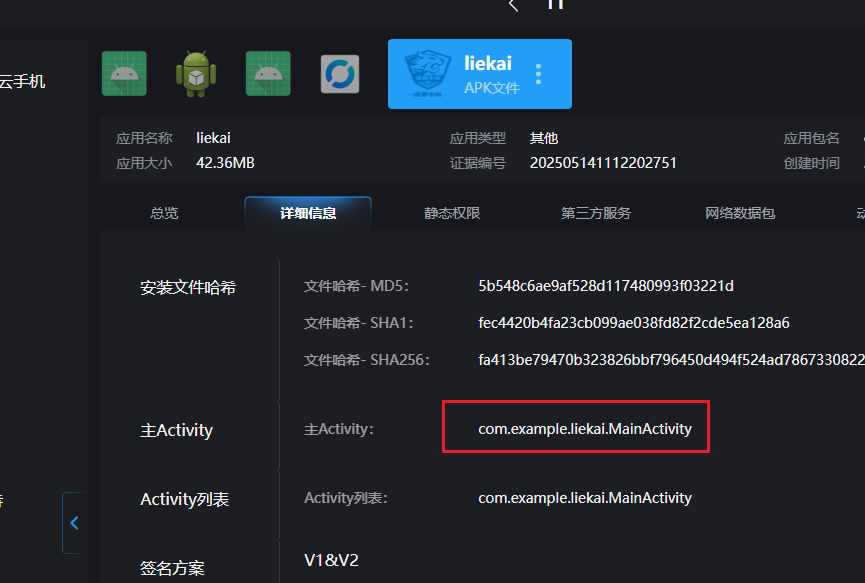 云手机
liekai
APK文件
应用名称 liekai 应用类型 其他 应用包名
应用大小 42.36MB 证据编号 202505141112202751 创建时间
总览 详细信息 静态权限 第三方服务 网络数据包
安装文件哈希 文件哈希- MD5: 5b548c6ae9af528d117480993f03221d
文件哈希- SHA1: fec4420b4fa23cb099ae038fd82f2cde5ea128a6
文件哈希- SHA256: fa413be79470b323826bbf796450d494f524ad7867330822
主Activity 主Activity: com.example.liekai.MainActivity
Activity列表 Activity列表: com.example.liekai.MainActivity
签名方案 V1&V2